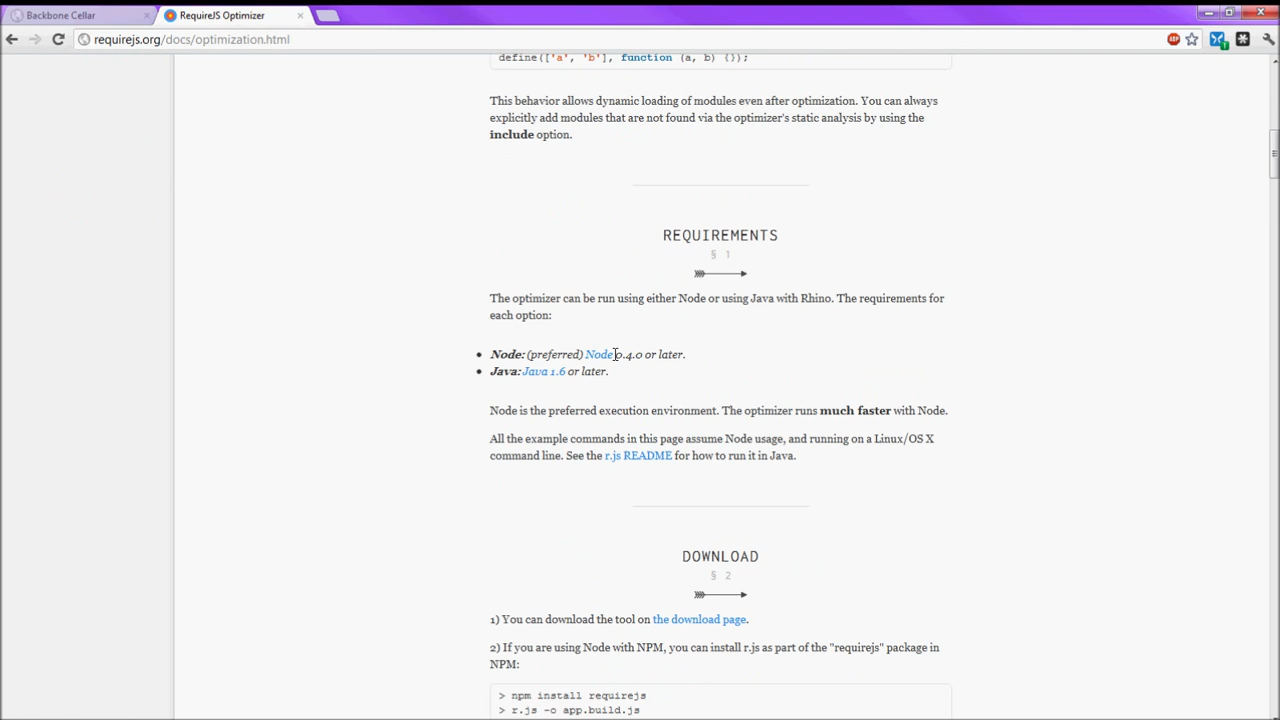 Backbone Cellar
RequireJS Optimizer
requirejs.org/docs/optimization.html
ABP
1
define(['a', 'b'], function (a, b) {});
This behavior allows dynamic loading of modules even after optimization. You can always
explicitly add modules that are not found via the optimizer's static analysis by using the
include option.
REQUIREMENTS
§ 1
The optimizer can be run using either Node or using Java with Rhino. The requirements for
each option:
• Node: (preferred) Node 0.4.0 or later.
• Java: Java 1.6 or later.
Node is the preferred execution environment. The optimizer runs much faster with Node.
All the example commands in this page assume Node usage, and running on a Linux/OS X
command line. See the r.js README for how to run it in Java.
DOWNLOAD
§ 2
1) You can download the tool on the download page.
2) If you are using Node with NPM, you can install r.js as part of the "requirejs" package in
NPM:
> npm install requirejs
> r.js -o app.build.js